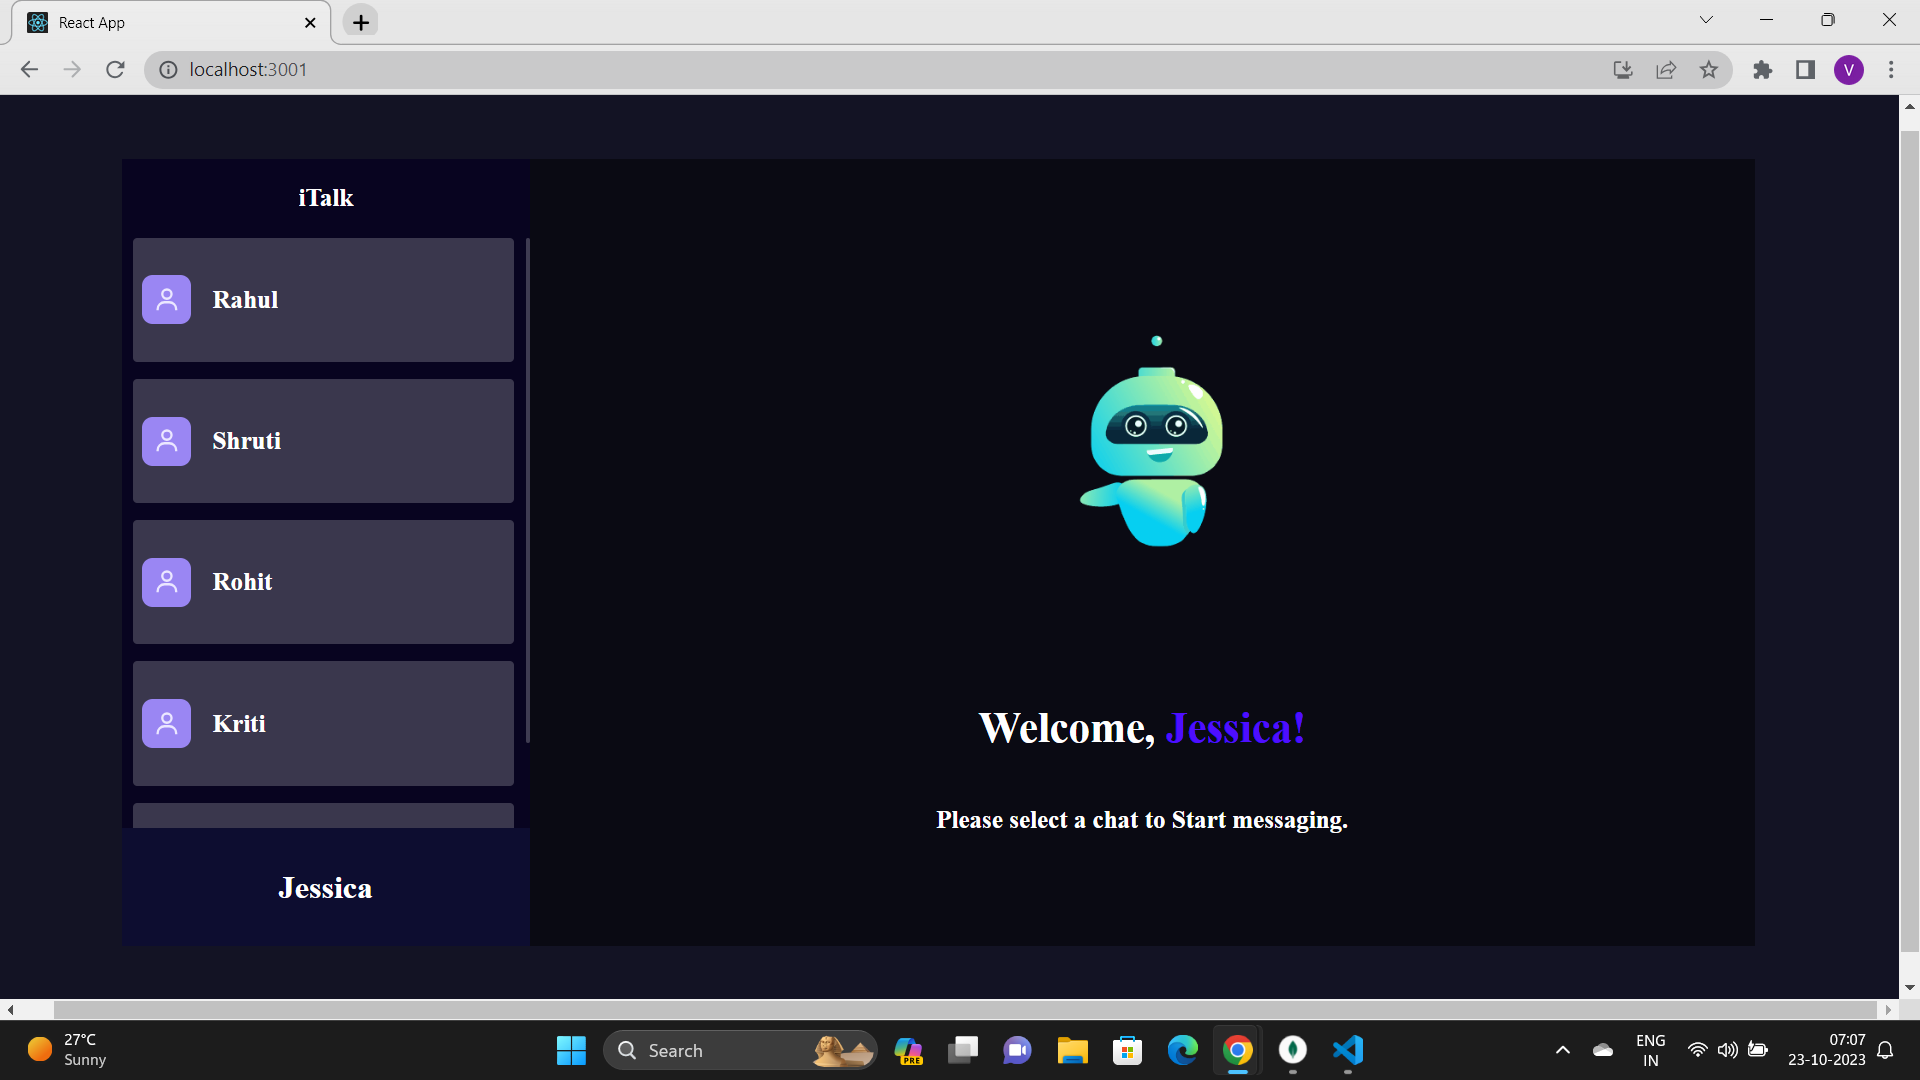 React App
localhost:3001
V
iTalk
Rahul
Shruti
Rohit
Kriti
Jessica
Welcome, Jessica!
Please select a chat to Start messaging.
27°C
Sunny
Search
PRE
ENG
IN
07:07
23-10-2023